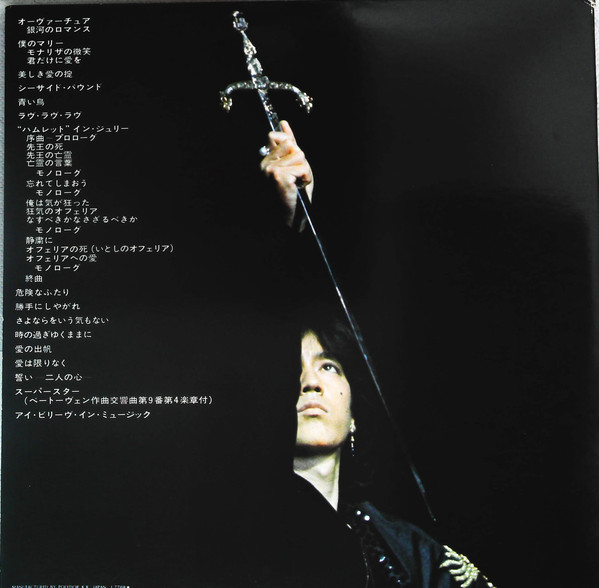 オーヴァーチュア
銀河のロマンス
僕のマリー
モナリザの微笑
君だけに愛を
美しき愛の掟
シーサイド・バウンド
青い鳥
ラヴ・ラヴ・ラヴ
"ハムレット" イン・ジュリー
序曲―プロローグ
先王の死
先王の亡霊
亡霊の言葉
モノローグ
忘れてしまおう
モノローグ
俺は気が狂った
狂気のオフェリア
なすべきかなさざるべきか
モノローグ
静粛に
オフェリアの死(いとしのオフェリア)
オフェリアへの愛
モノローグ
終曲
危険なふたり
勝手にしやがれ
さよならをいう気もない
時の過ぎゆくままに
愛の出帆
愛は限りなく
誓い―二人の心―
スーパースター
(ベートーヴェン作曲交響曲第9番第4楽章付)
アイ・ビリーヴ・イン・ミュージック
MANUFACTURED BY POLYDOR K.K. JAPAN